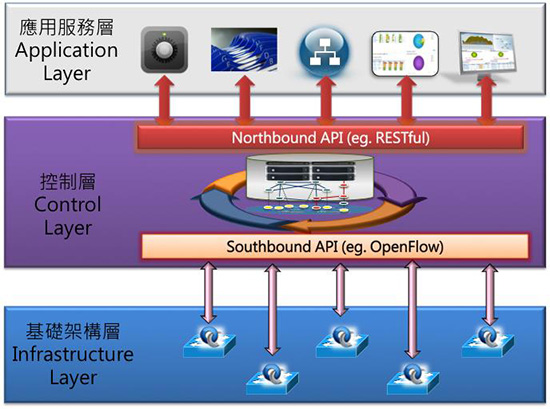 應用服務層
Application
Layer
Northbound API (eg. RESTful)
控制層
Control
Layer
Southbound API (eg. OpenFlow)
基礎架構層
Infrastructure
Layer